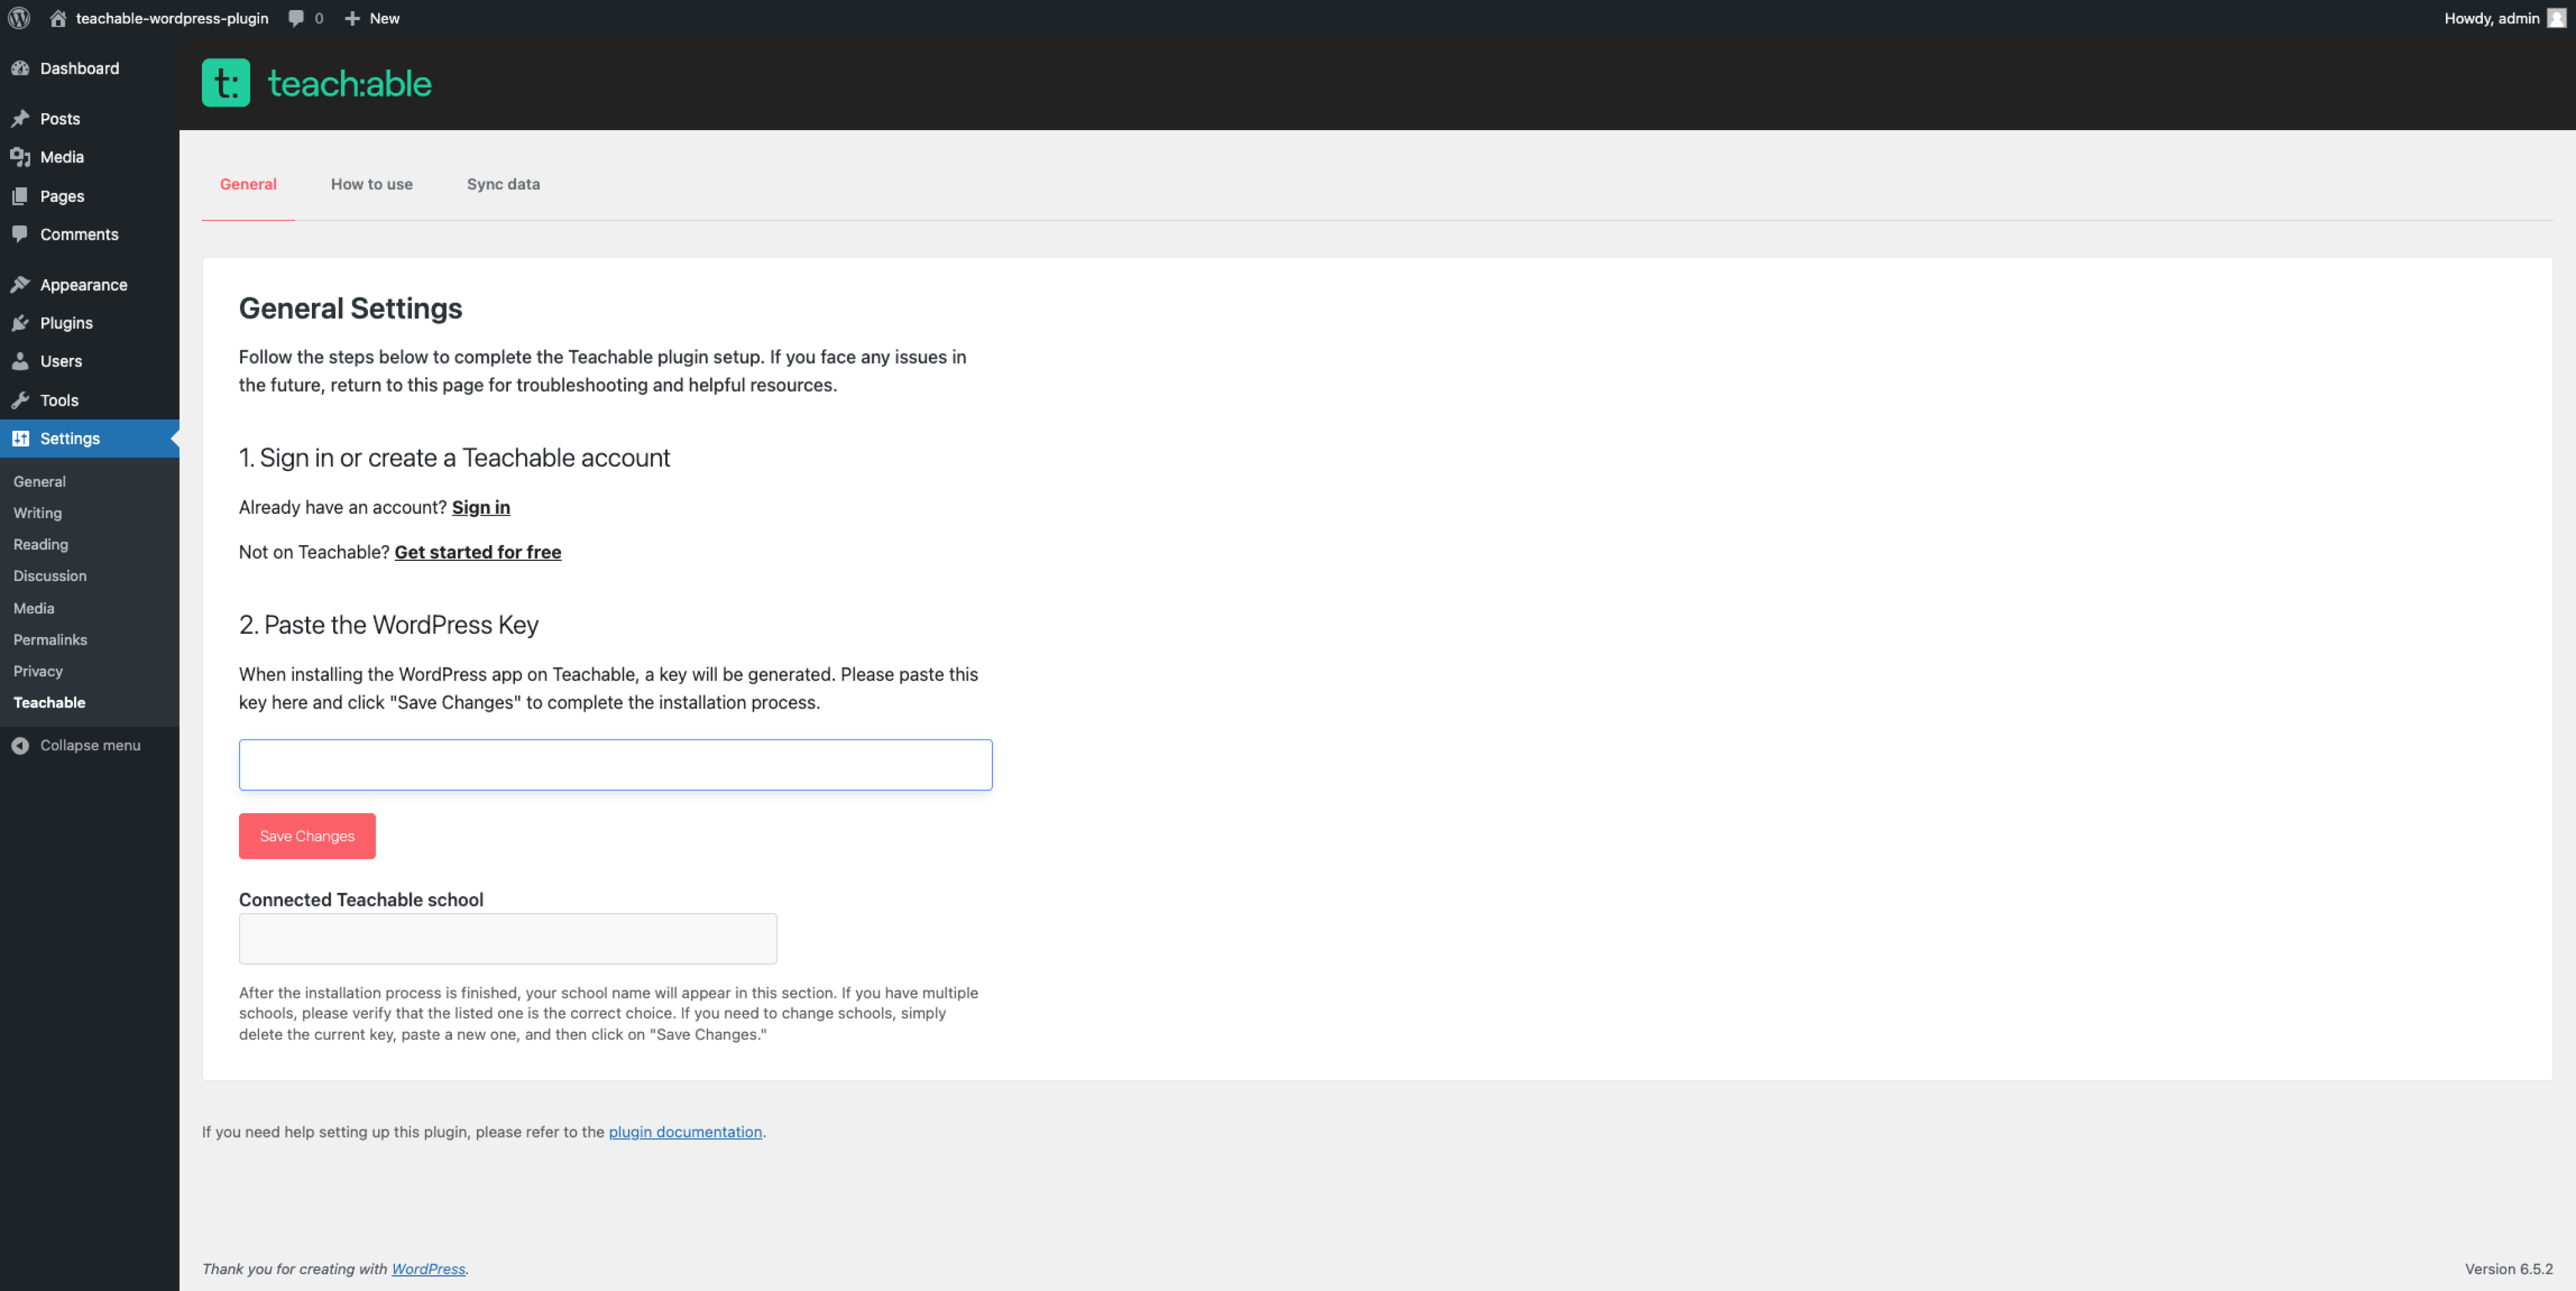 teachable-wordpress-plugin 0 New Howdy, admin
Dashboard
Posts
Media
Pages
Comments
Appearance
Plugins
Users
Tools
Settings
General
Writing
Reading
Discussion
Media
Permalinks
Privacy
Teachable
Collapse menu
t: teach:able
General How to use Sync data
General Settings
Follow the steps below to complete the Teachable plugin setup. If you face any issues in
the future, return to this page for troubleshooting and helpful resources.
1. Sign in or create a Teachable account
Already have an account? Sign in
Not on Teachable? Get started for free
2. Paste the WordPress Key
When installing the WordPress app on Teachable, a key will be generated. Please paste this
key here and click "Save Changes" to complete the installation process.
Save Changes
Connected Teachable school
After the installation process is finished, your school name will appear in this section. If you have multiple
schools, please verify that the listed one is the correct choice. If you need to change schools, simply
delete the current key, paste a new one, and then click on "Save Changes."
If you need help setting up this plugin, please refer to the plugin documentation.
Thank you for creating with WordPress. Version 6.5.2